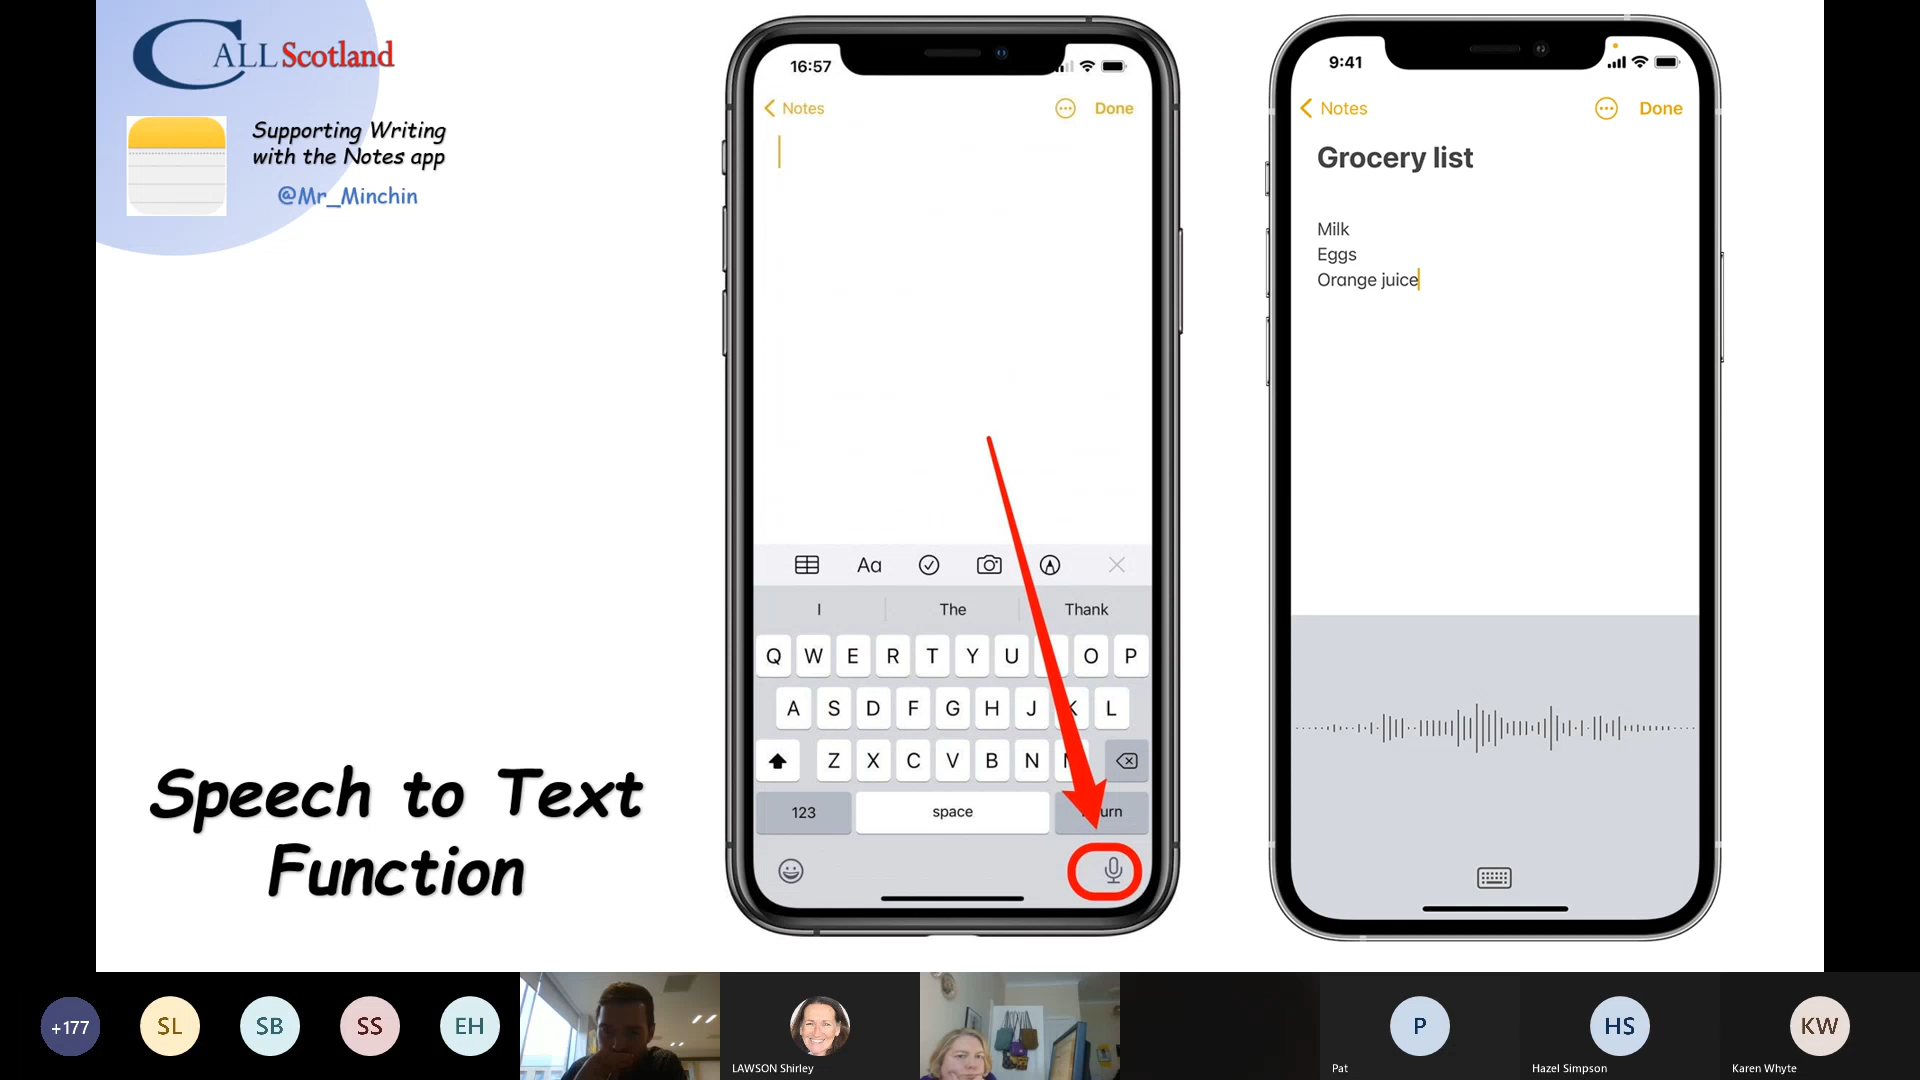 CALL Scotland
Supporting Writing
with the Notes app
@Mr_Minchin
Speech to Text
Function
16:57
Notes
Done
Aa
I The Thank
Q W E R T Y U O P
A S D F G H J K L
Z X C V B N M
123 space
9:41
Notes
Done
Grocery list
Milk
Eggs
Orange juice
+177
SL
SB
SS
EH
LAWSON Shirley
P
Pat
HS
Hazel Simpson
KW
Karen Whyte